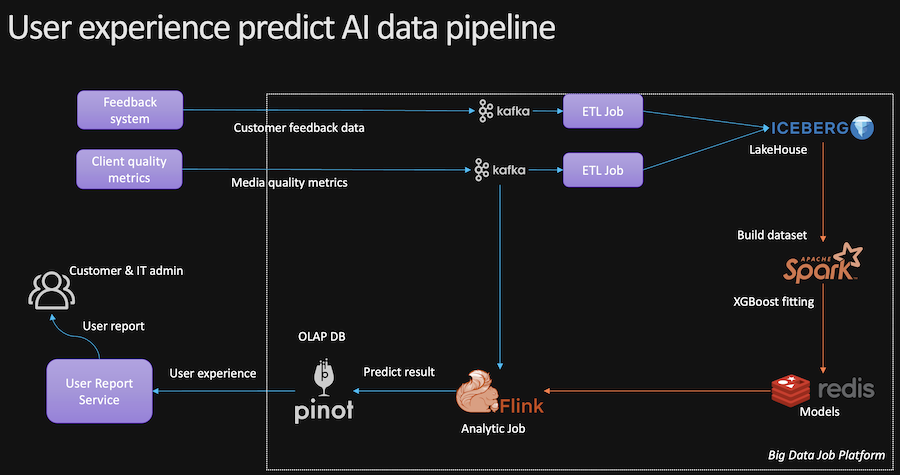 User experience predict AI data pipeline
Feedback
system
Customer feedback data
kafka
ETL Job
ICEBERG
LakeHouse
Client quality
metrics
Media quality metrics
kafka
ETL Job
Build dataset
APACHE
Spark
XGBoost fitting
Customer & IT admin
User report
User Report
Service
User experience
OLAP DB
p
pinot
Predict result
Flink
Analytic Job
redis
Models
Big Data Job Platform